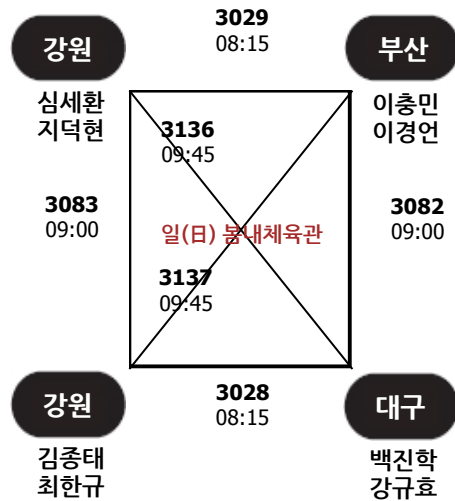 3029
08:15
강원
부산
심세환
지덕현
이충민
이경언
3136
09:45
3083
09:00
3082
09:00
일(日) 봄내체육관
3137
09:45
강원
3028
08:15
대구
김종태
최한규
백진학
강규효